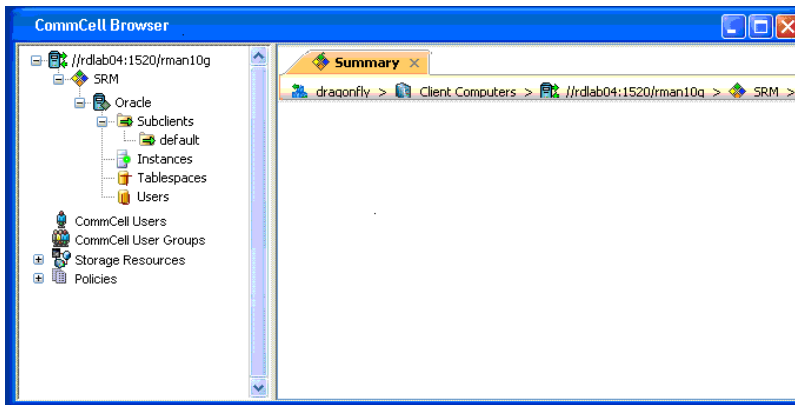 CommCell Browser
//rdlab04:1520/rman10g
SRM
Oracle
Subclients
default
Instances
Tablespaces
Users
CommCell Users
CommCell User Groups
Storage Resources
Policies
Summary
dragonfly > Client Computers > //rdlab04:1520/rman10g > SRM >